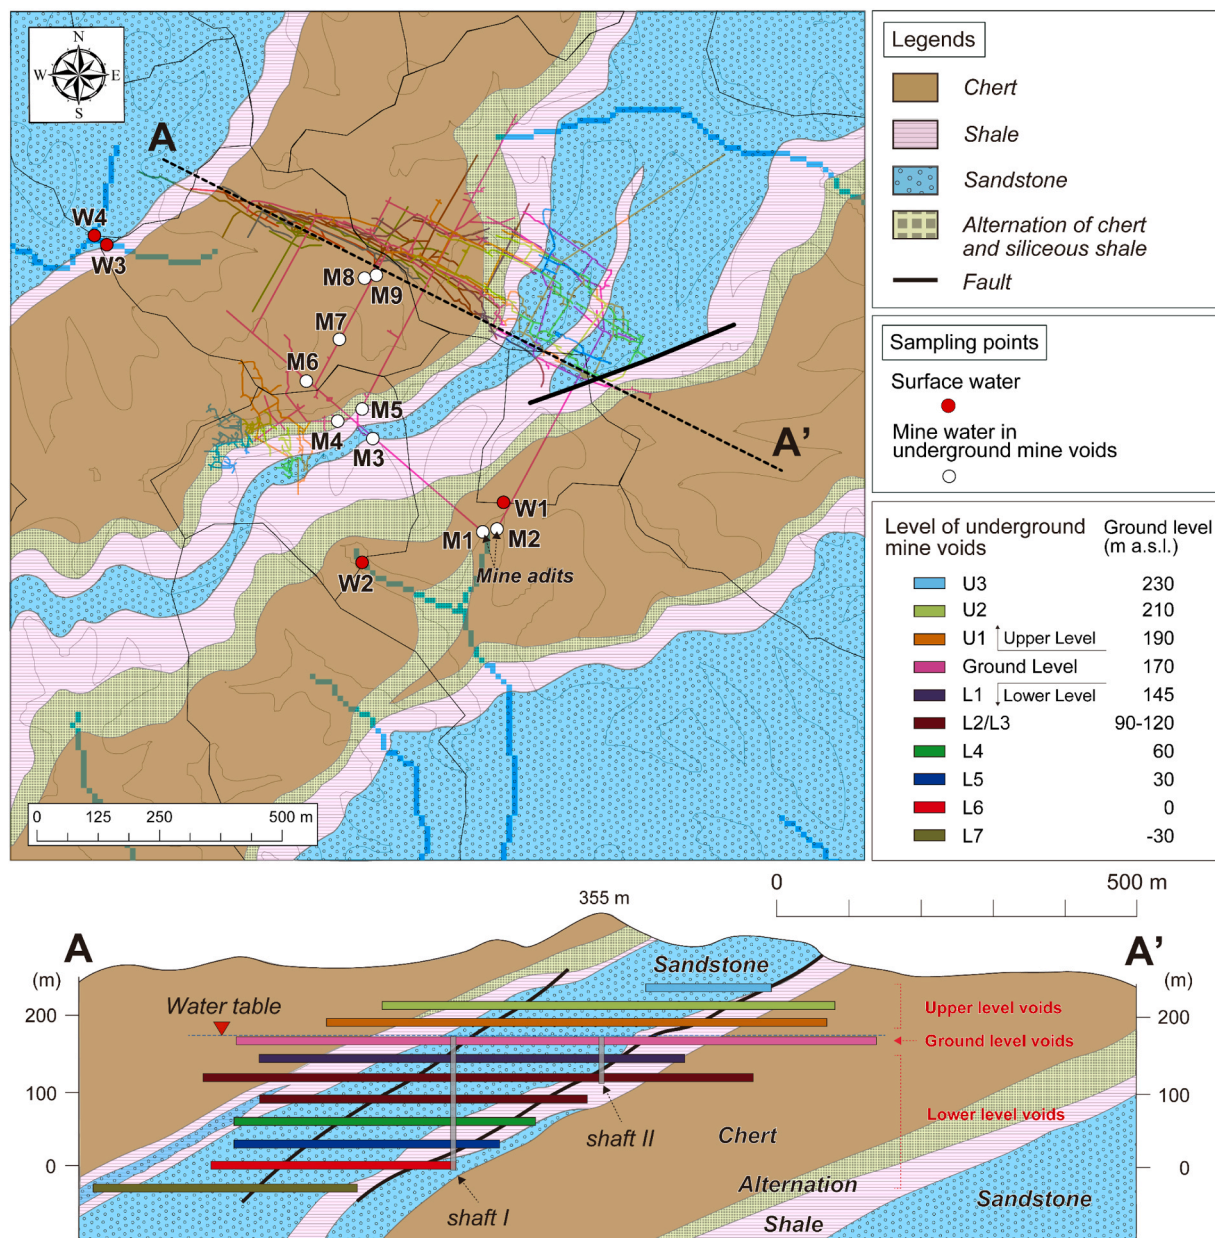 N
W
E
S
A
W4
W3
M8
M9
M7
M6
M5
M4
M3
A’
W1
M1
M2
Mine adits
W2
0 125 250 500 m
Legends
Chert
Shale
Sandstone
Alternation of chert
and siliceous shale
Fault
Sampling points
Surface water
Mine water in
underground mine voids
Level of underground
mine voids
Ground level
(m a.s.l.)
U3 230
U2 210
U1 Upper Level 190
Ground Level 170
L1 Lower Level 145
L2/L3 90-120
L4 60
L5 30
L6 0
L7 -30
0 500 m
355 m
A
A’
(m)
(m)
Sandstone
Water table
200
200
Upper level voids
Ground level voids
100
100
Lower level voids
shaft II
Chert
0
0
Alternation
Sandstone
shaft I
Shale